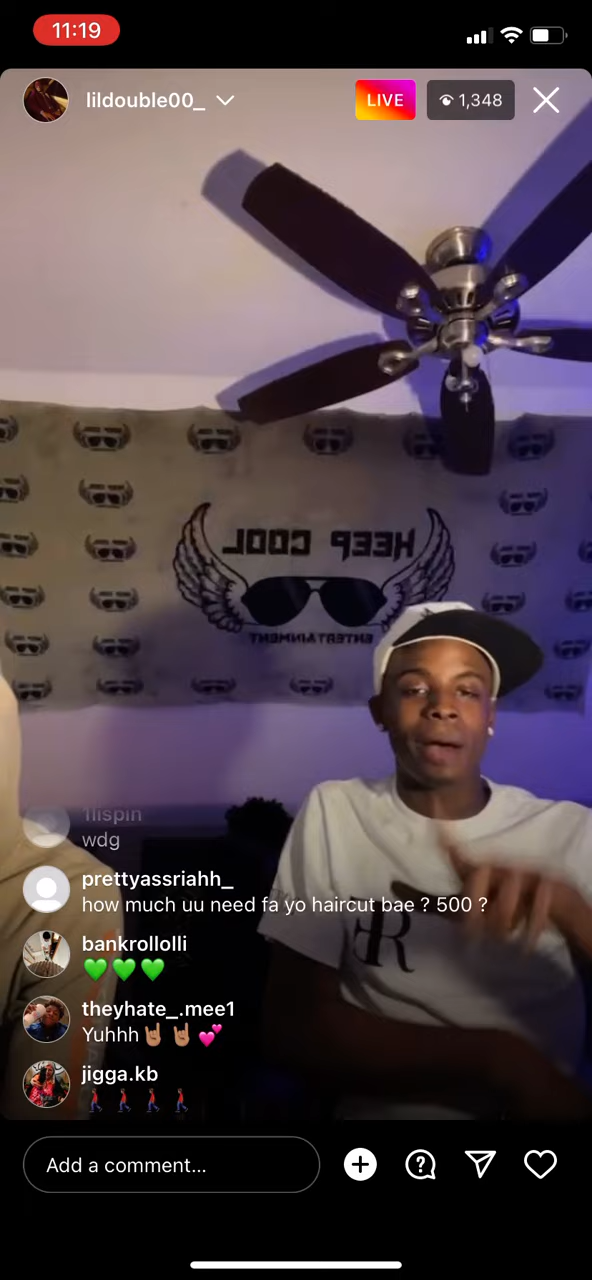 11:19
lildouble00_
LIVE
1,348
KEEP COOL
ENTERTAINMENT
R
1lispin
wdg
prettyassriahh_
how much uu need fa yo haircut bae ? 500 ?
bankrollolli
💚💚💚
theyhate_.mee1
Yuhhh🤘🏽🤘🏽💕
jigga.kb
🚶🏿🚶🏿🚶🏿🚶🏿
Add a comment...